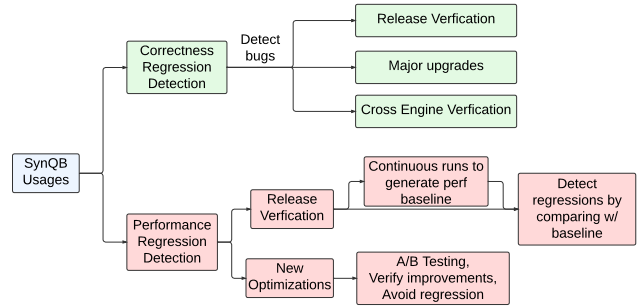 SynQB
Usages
Correctness
Regression
Detection
Detect
bugs
Release Verfication
Major upgrades
Cross Engine Verfication
Performance
Regression
Detection
Release
Verfication
Continuous runs to
generate perf
baseline
Detect
regressions by
comparing w/
baseline
New
Optimizations
A/B Testing,
Verify improvements,
Avoid regression